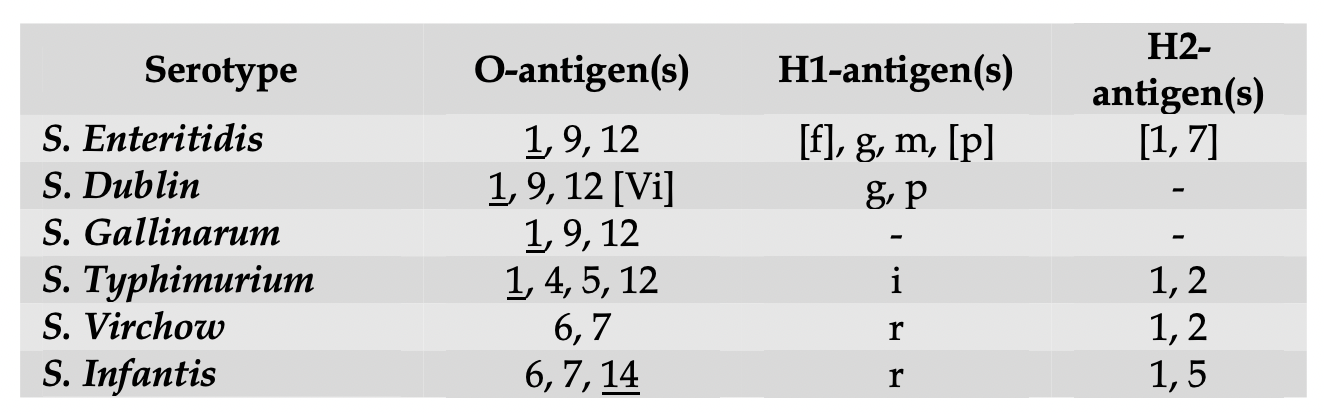 Serotype O-antigen(s) H1-antigen(s) H2-antigen(s)
S. Enteritidis 1, 9, 12 [f], g, m, [p] [1, 7]
S. Dublin 1, 9, 12 [Vi] g, p -
S. Gallinarum 1, 9, 12 - -
S. Typhimurium 1, 4, 5, 12 i 1, 2
S. Virchow 6, 7 r 1, 2
S. Infantis 6, 7, 14 r 1, 5